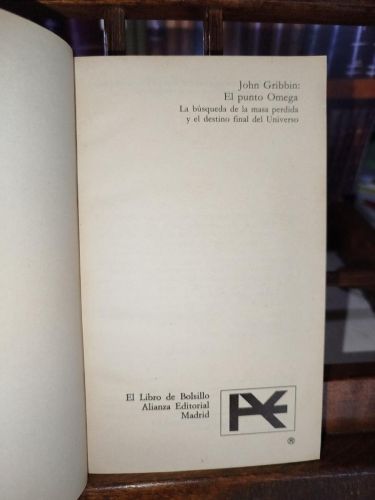 John Gribbin:
El punto Omega
La búsqueda de la masa perdida
y el destino final del Universo
El Libro de Bolsillo
Alianza Editorial
Madrid
®